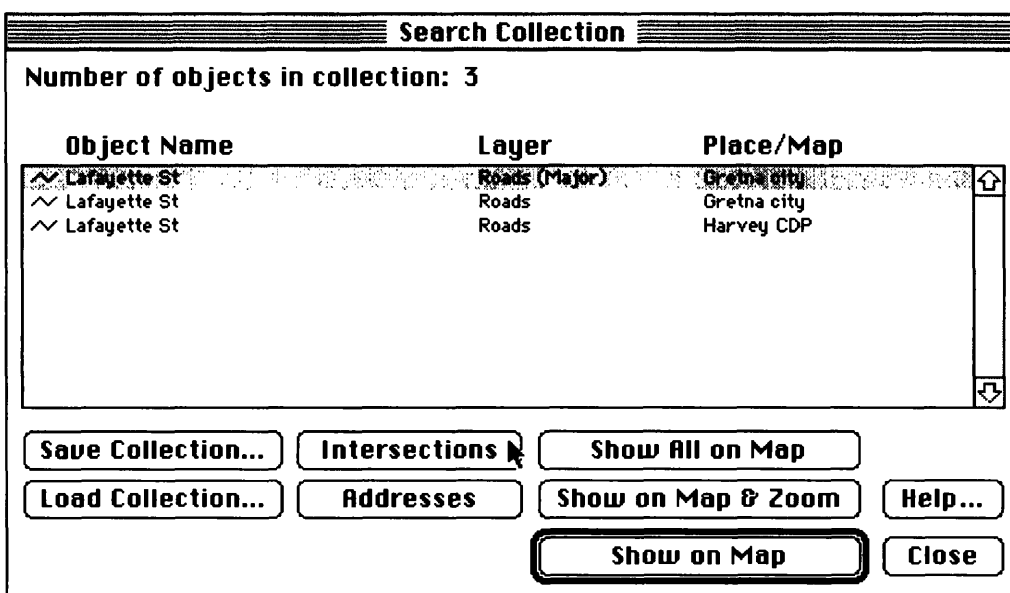 Search Collection
Number of objects in collection: 3
Object Name Layer Place/Map
Lafayette St Roads (Major) Gretna city
Lafayette St Roads Gretna city
Lafayette St Roads Harvey CDP
Save Collection... Intersections Show All on Map
Load Collection... Addresses Show on Map & Zoom Help...
Show on Map Close